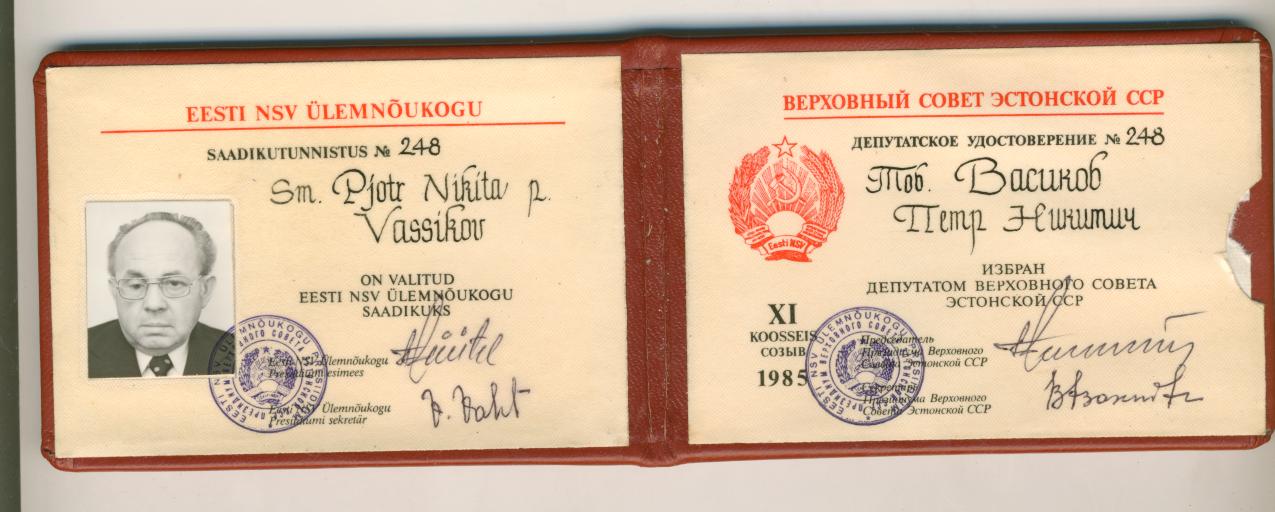 EESTI NSV ÜLEMNÕUKOGU
SAADIKUTUNNISTUS № 248
Sm. Pjotr Nikita p.
Vassikov
ON VALITUD
EESTI NSV ÜLEMNÕUKOGU
SAADIKUKS
Eesti NSV Ülemnõukogu
Presiidiumi esimees
Eesti NSV Ülemnõukogu
Presiidiumi sekretär
ВЕРХОВНЫЙ СОВЕТ ЭСТОНСКОЙ ССР
ДЕПУТАТСКОЕ УДОСТОВЕРЕНИЕ № 248
Тов. Васиков
Петр Никитич
Eesti NSV
ИЗБРАН
ДЕПУТАТОМ ВЕРХОВНОГО СОВЕТА
ЭСТОНСКОЙ ССР
XI
KOOSSEIS
СОЗЫВ
1985
Председатель
Президиума Верховного
Совета Эстонской ССР
Секретарь
Президиума Верховного
Совета Эстонской ССР